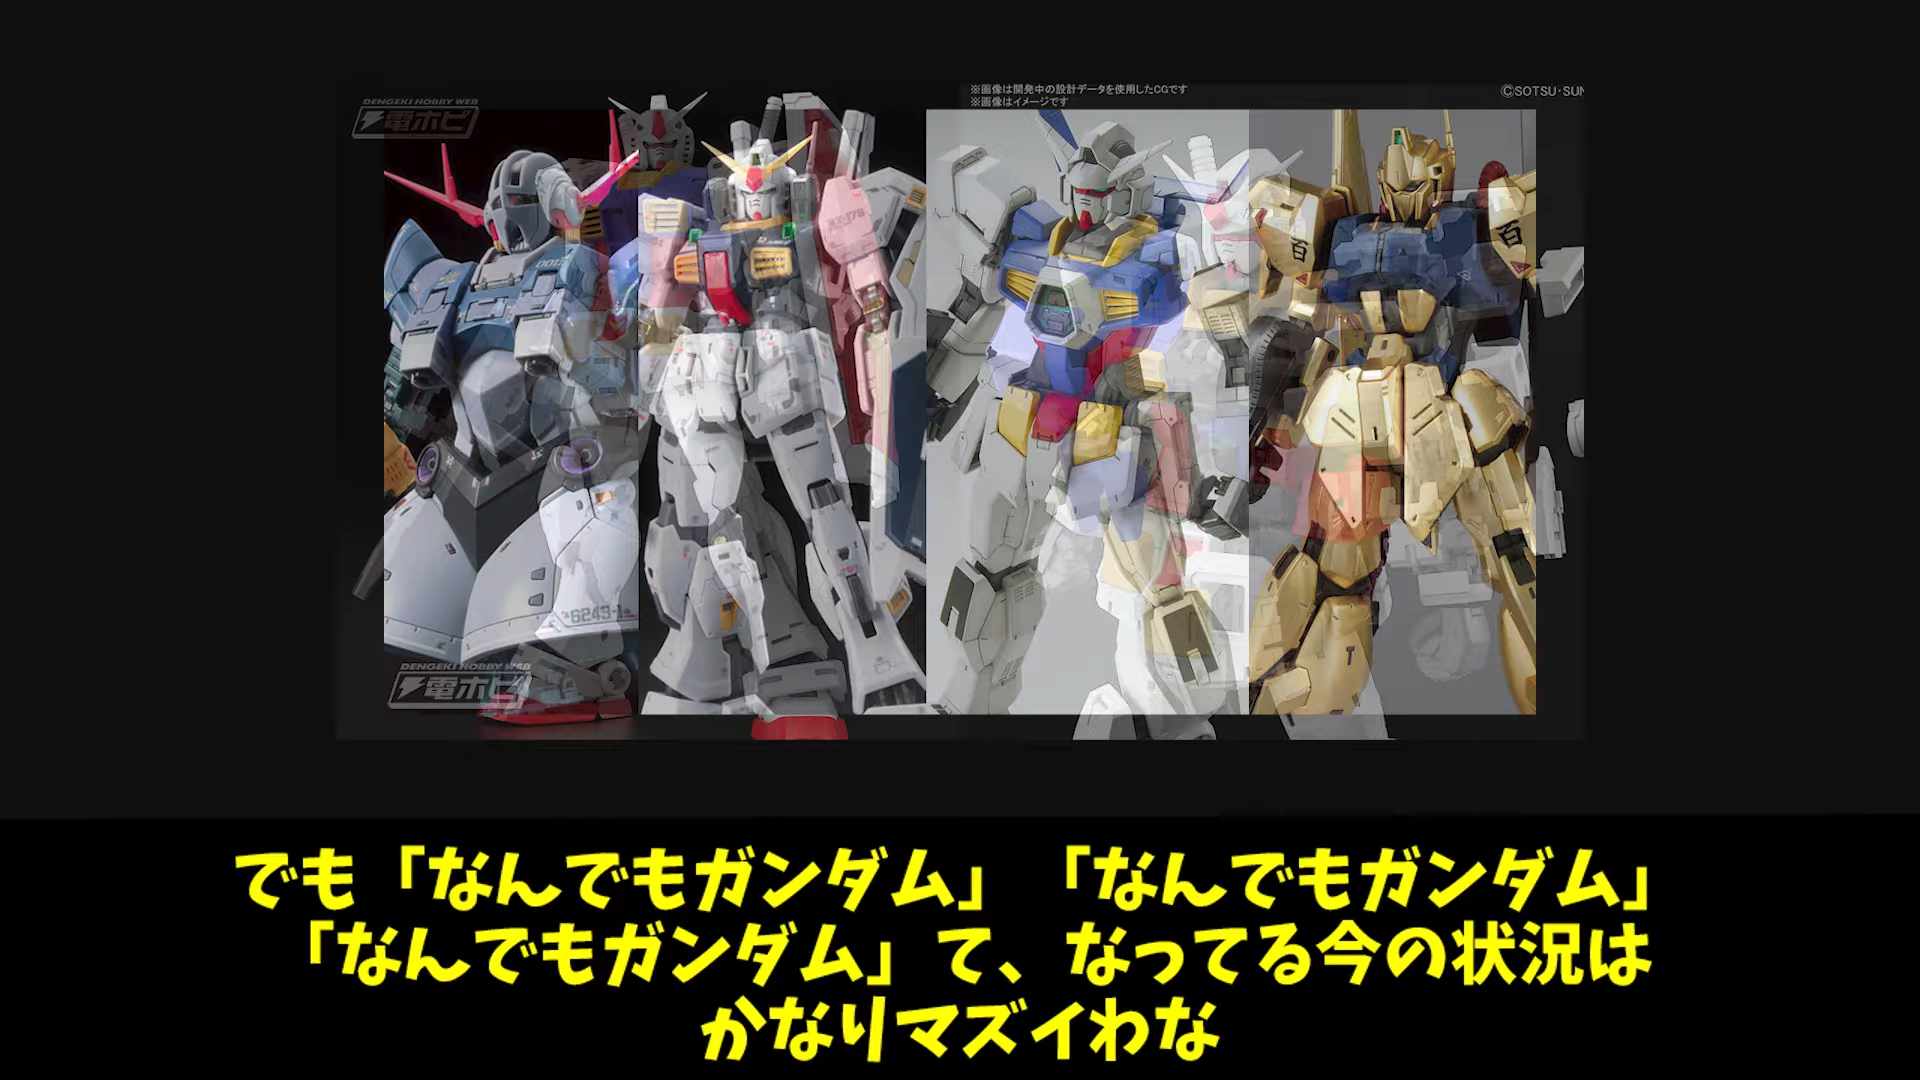 ※画像は開発中の設計データを使用したCGです
※画像はイメージです
©SOTSU･SUN
DENGEKI HOBBY WEB
電ホビ
RX-178
百
百
6249-1
DENGEKI HOBBY WEB
電ホビ
でも「なんでもガンダム」「なんでもガンダム」
「なんでもガンダム」て、なってる今の状況は
かなりマズイわな